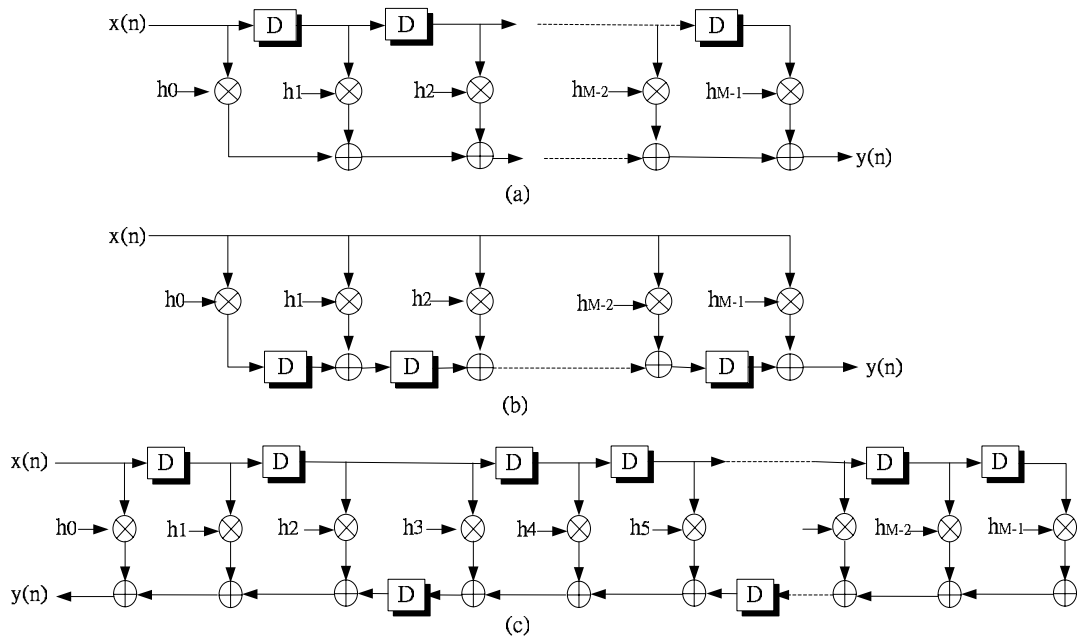 x(n) D D D
h0 h1 h2 hM-2 hM-1
y(n)
(a)
x(n)
h0 h1 h2 hM-2 hM-1
D D D y(n)
(b)
x(n) D D D D D D
h0 h1 h2 h3 h4 h5 hM-2 hM-1
y(n) D D
(c)